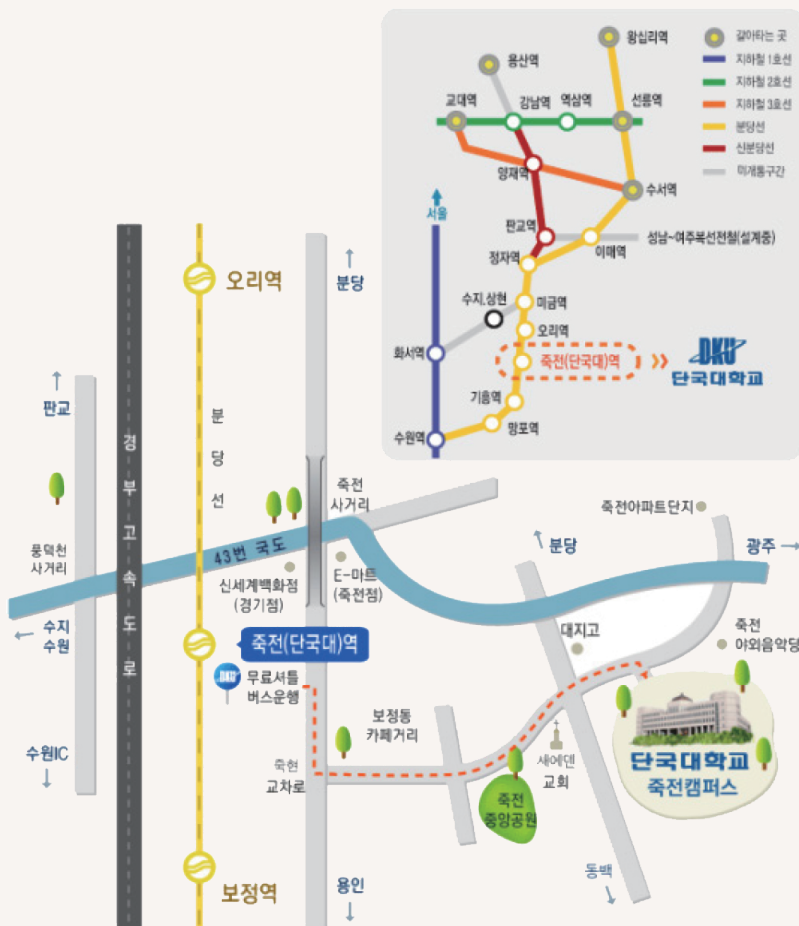 왕십리역
갈아타는 곳
용산역
지하철 1호선
지하철 2호선
교대역
강남역
역삼역
선릉역
지하철 3호선
분당선
신분당선
양재역
미개통구간
수서역
서울
판교역
성남~여주복선전철(설계중)
이매역
정자역
수지.상현
미금역
오리역
화서역
죽전(단국대)역
DKU
단국대학교
기흥역
망포역
수원역
오리역
분당
판교
분당선
경부고속도로
죽전
사거리
죽전아파트단지
43번 국도
분당
광주
풍덕천
사거리
신세계백화점
(경기점)
E-마트
(죽전점)
수지
수원
대지고
죽전
야외음악당
죽전(단국대)역
DKU
무료셔틀
버스운행
보정동
카페거리
수원IC
죽현
교차로
새에덴
교회
단국대학교
죽전캠퍼스
죽전
중앙공원
보정역
용인
동백